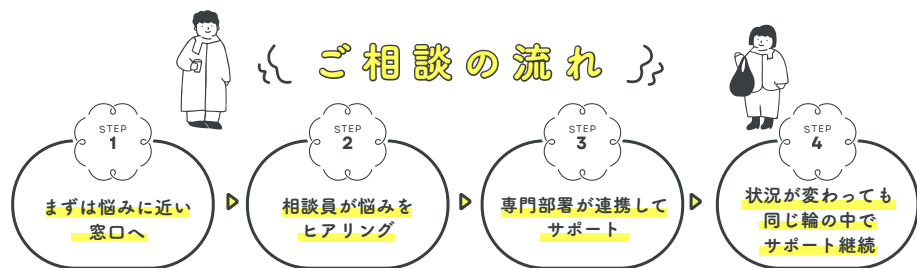 ご相談の流れ
STEP
1
まずは悩みに近い
窓口へ
STEP
2
相談員が悩みを
ヒアリング
STEP
3
専門部署が連携して
サポート
STEP
4
状況が変わっても
同じ輪の中で
サポート継続